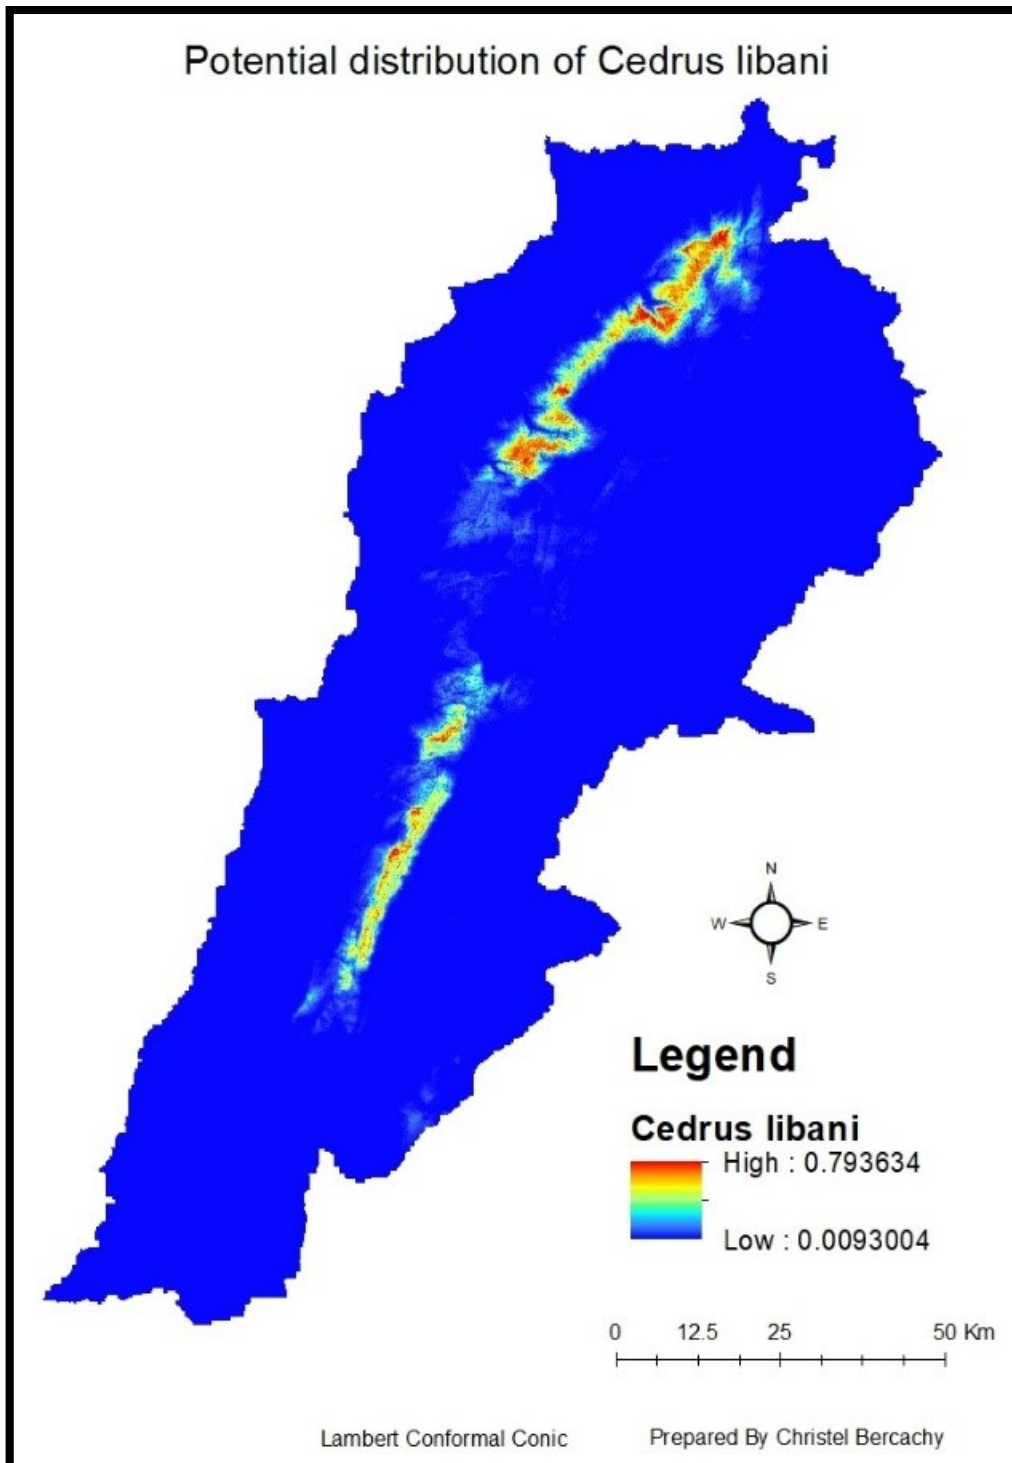 Potential distribution of Cedrus libani
N
W E
S
Legend
Cedrus libani
High : 0.793634
Low : 0.0093004
0 12.5 25 50 Km
Lambert Conformal Conic Prepared By Christel Bercachy